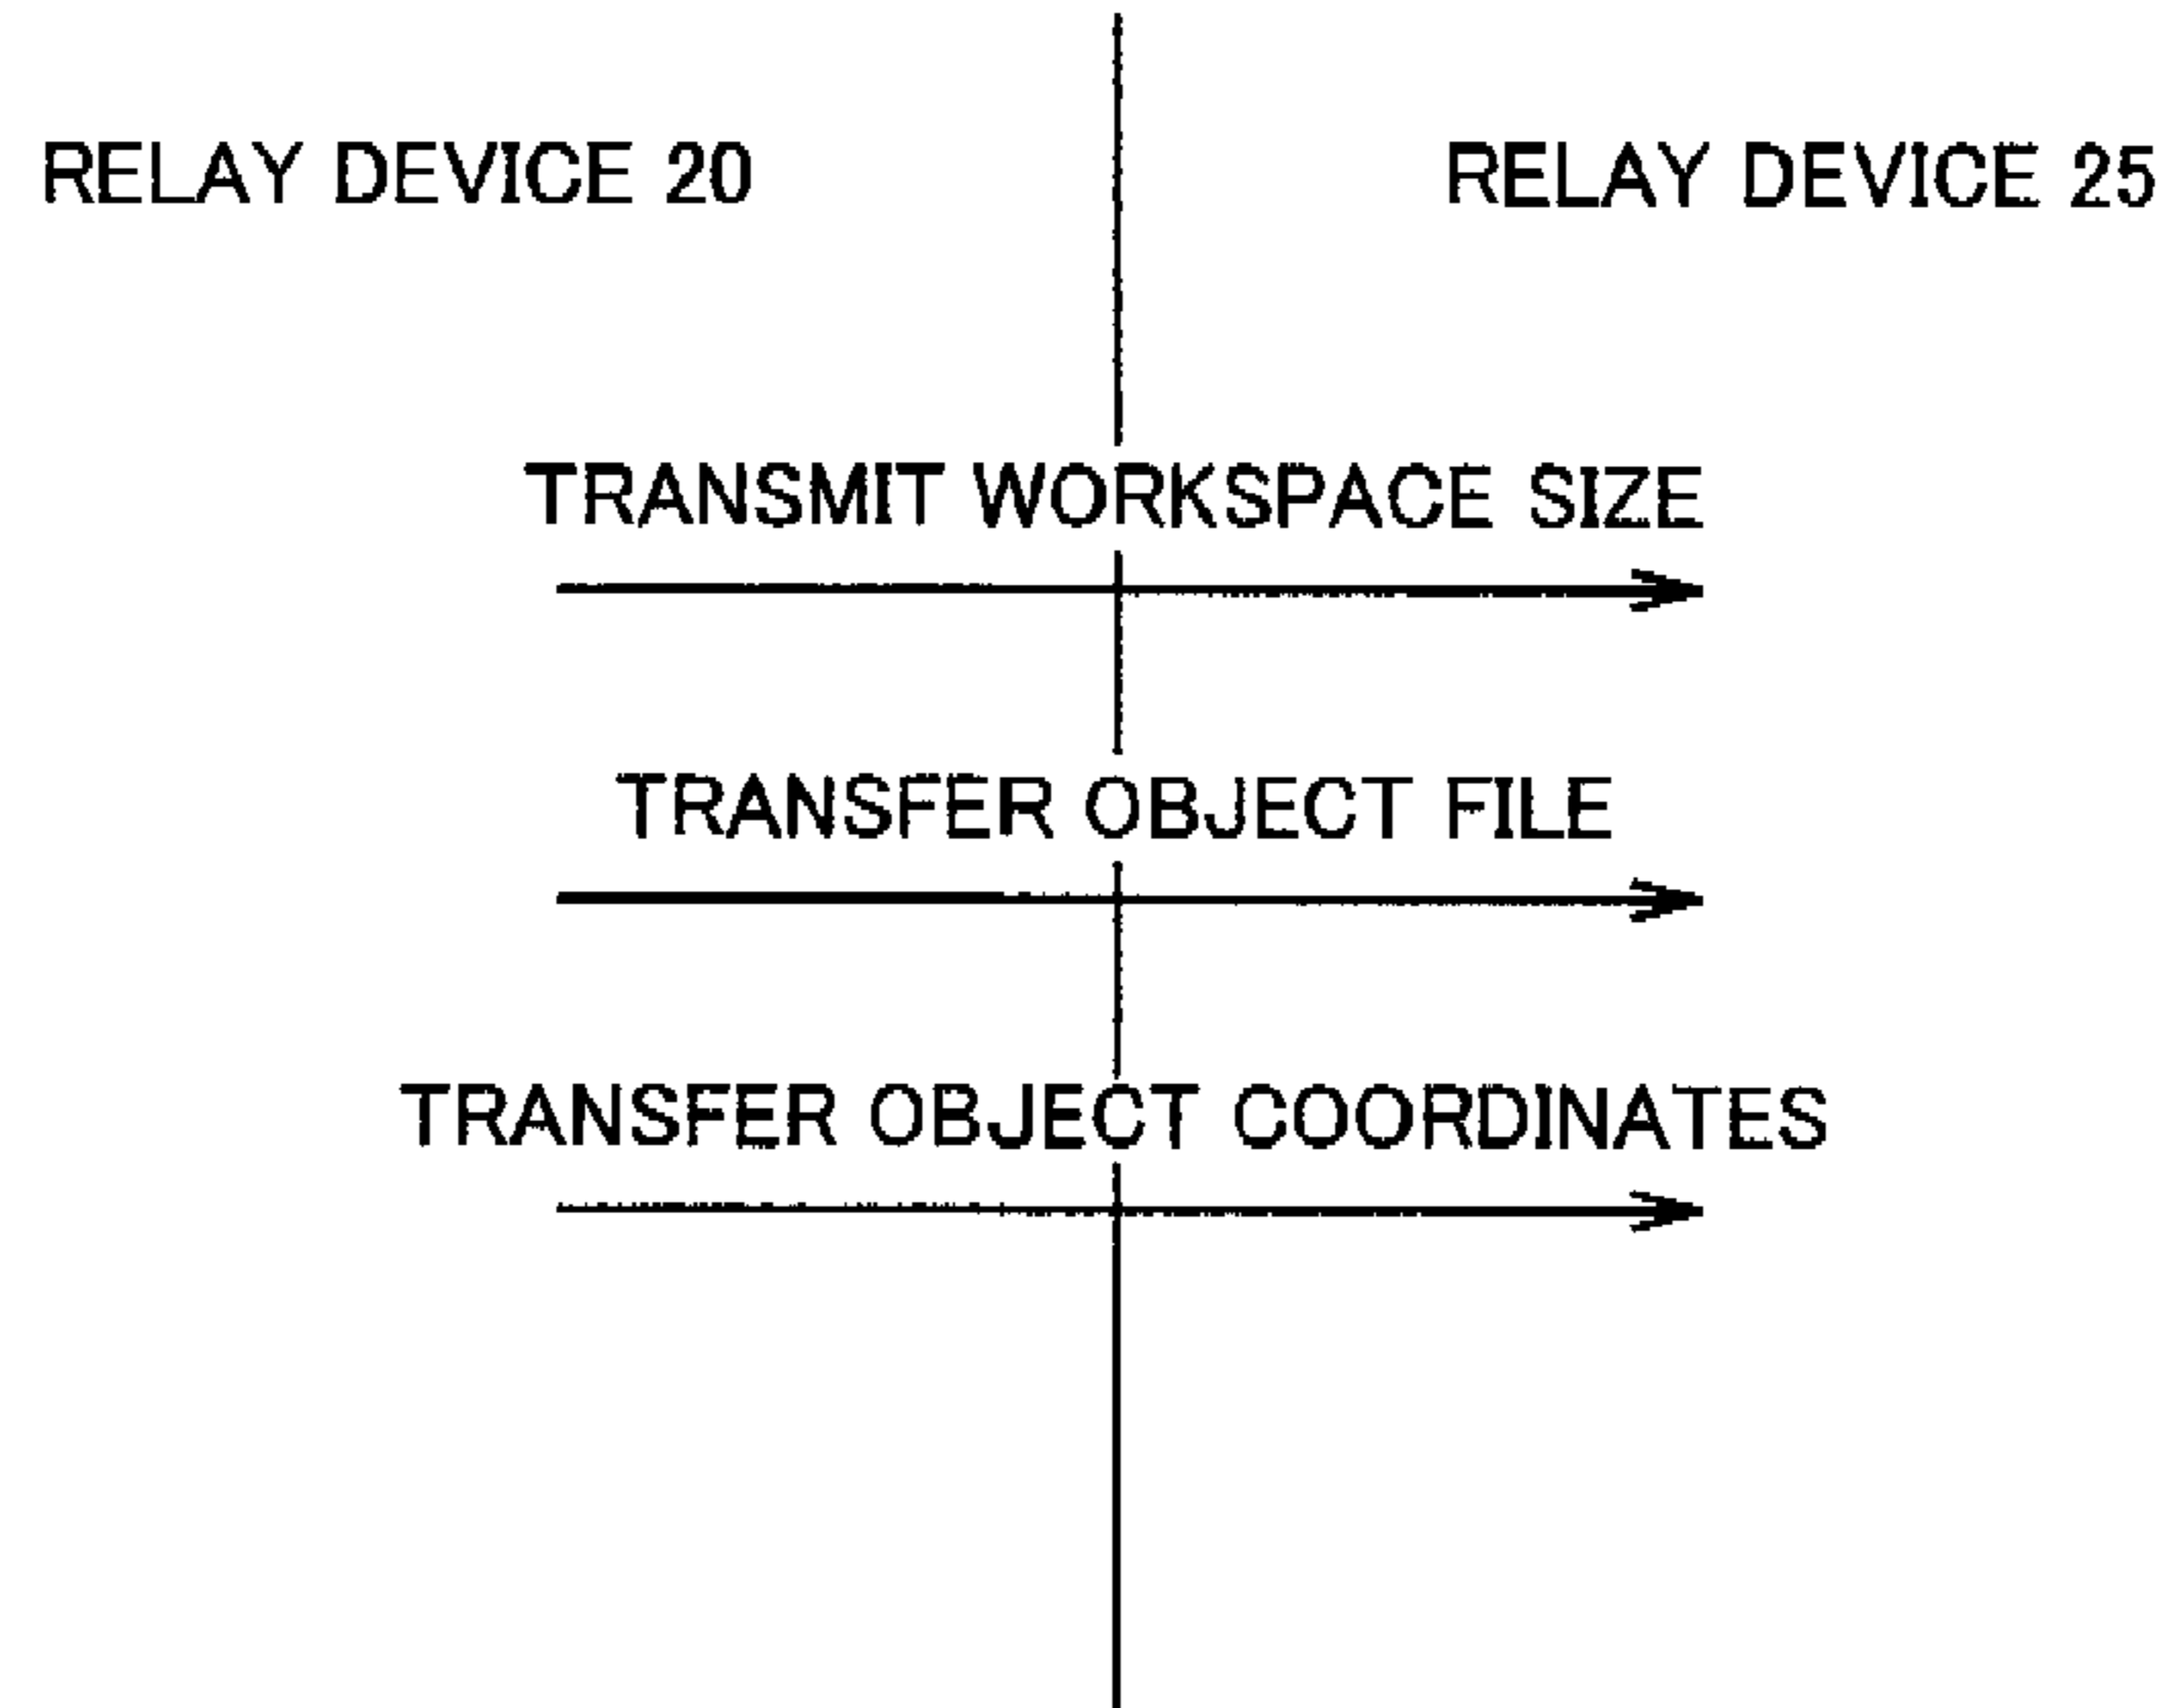 RELAY DEVICE 20
RELAY DEVICE 25
TRANSMIT WORKSPACE SIZE
TRANSFER OBJECT FILE
TRANSFER OBJECT COORDINATES